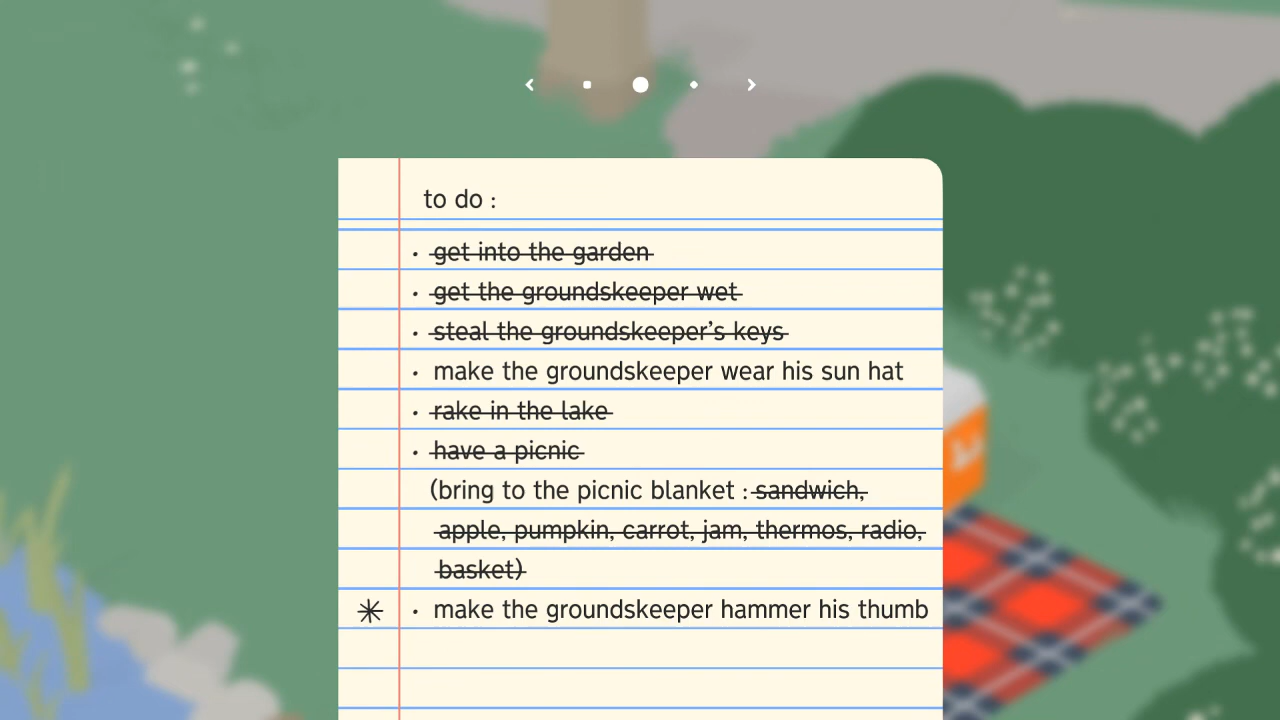 to do :
• get into the garden
• get the groundskeeper wet
• steal the groundskeeper's keys
• make the groundskeeper wear his sun hat
• rake in the lake
• have a picnic
(bring to the picnic blanket : sandwich,
apple, pumpkin, carrot, jam, thermos, radio,
basket)
• make the groundskeeper hammer his thumb